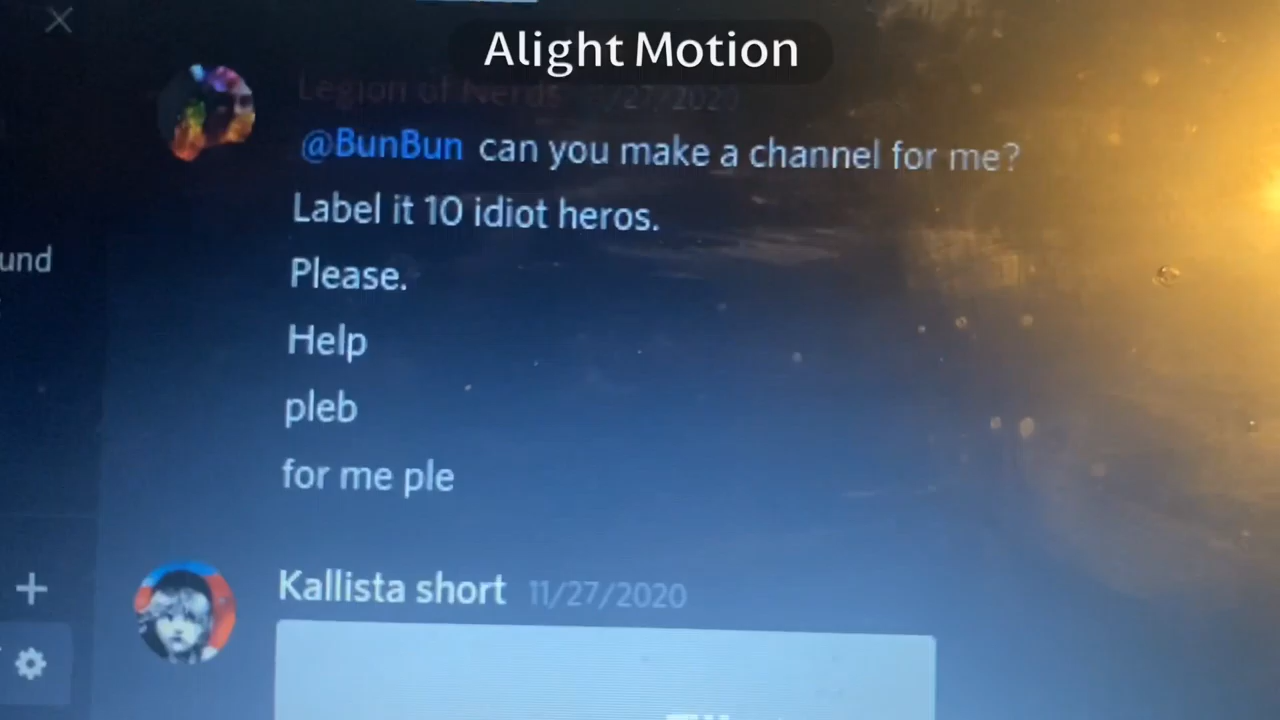 Alight Motion
Legion of Nerds /27/2020
@BunBun can you make a channel for me?
Label it 10 idiot heros.
und
Please.
Help
pleb
for me ple
Kallista short 11/27/2020